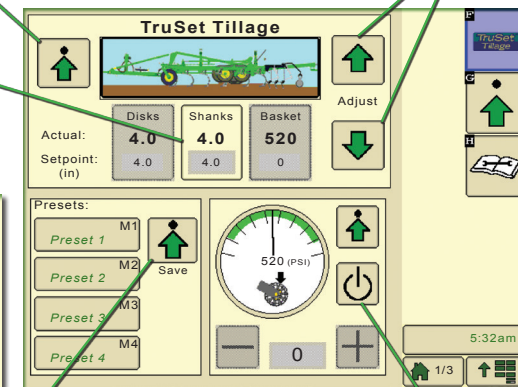 TruSet Tillage
Adjust
Disks Shanks Basket
Actual: 4.0 4.0 520
Setpoint: 4.0 4.0 0
(in)
Presets:
Preset 1 M1
Preset 2 M2
Preset 3 M3
Preset 4 M4
Save
520 (PSI)
0
F
TruSet
Tillage
G
H
5:32am
1/3